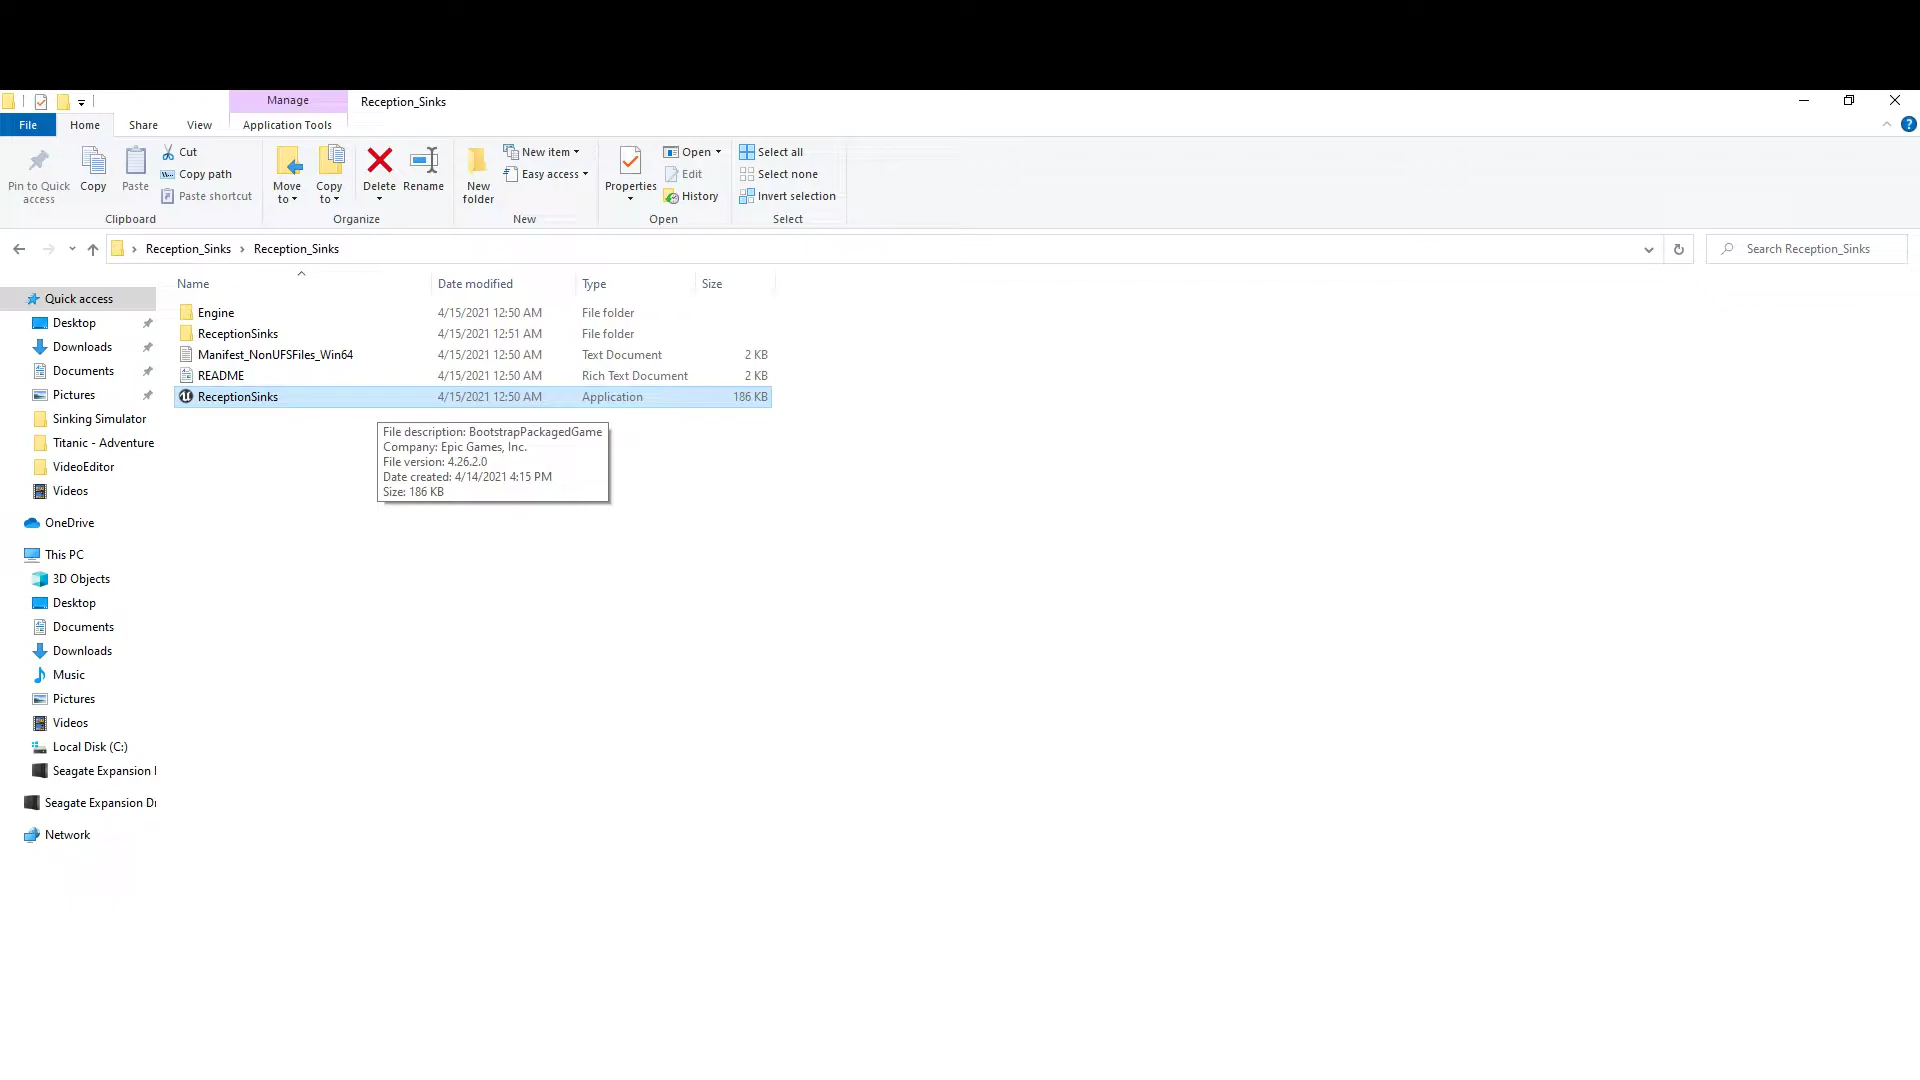 Manage
Reception_Sinks
File
Home
Share
View
Application Tools
Pin to Quick access
Copy
Paste
Cut
Copy path
Paste shortcut
Clipboard
Move to
Copy to
Delete
Rename
Organize
New folder
New item
Easy access
New
Properties
Open
Edit
History
Open
Select all
Select none
Invert selection
Select
Reception_Sinks > Reception_Sinks
Search Reception_Sinks
Name Date modified Type Size
Engine 4/15/2021 12:50 AM File folder
ReceptionSinks 4/15/2021 12:51 AM File folder
Manifest_NonUFSFiles_Win64 4/15/2021 12:50 AM Text Document 2 KB
README 4/15/2021 12:50 AM Rich Text Document 2 KB
ReceptionSinks 4/15/2021 12:50 AM Application 186 KB
File description: BootstrapPackagedGame
Company: Epic Games, Inc.
File version: 4.26.2.0
Date created: 4/14/2021 4:15 PM
Size: 186 KB
Quick access
Desktop
Downloads
Documents
Pictures
Sinking Simulator
Titanic - Adventure
VideoEditor
Videos
OneDrive
This PC
3D Objects
Desktop
Documents
Downloads
Music
Pictures
Videos
Local Disk (C:)
Seagate Expansion
Seagate Expansion Dr
Network